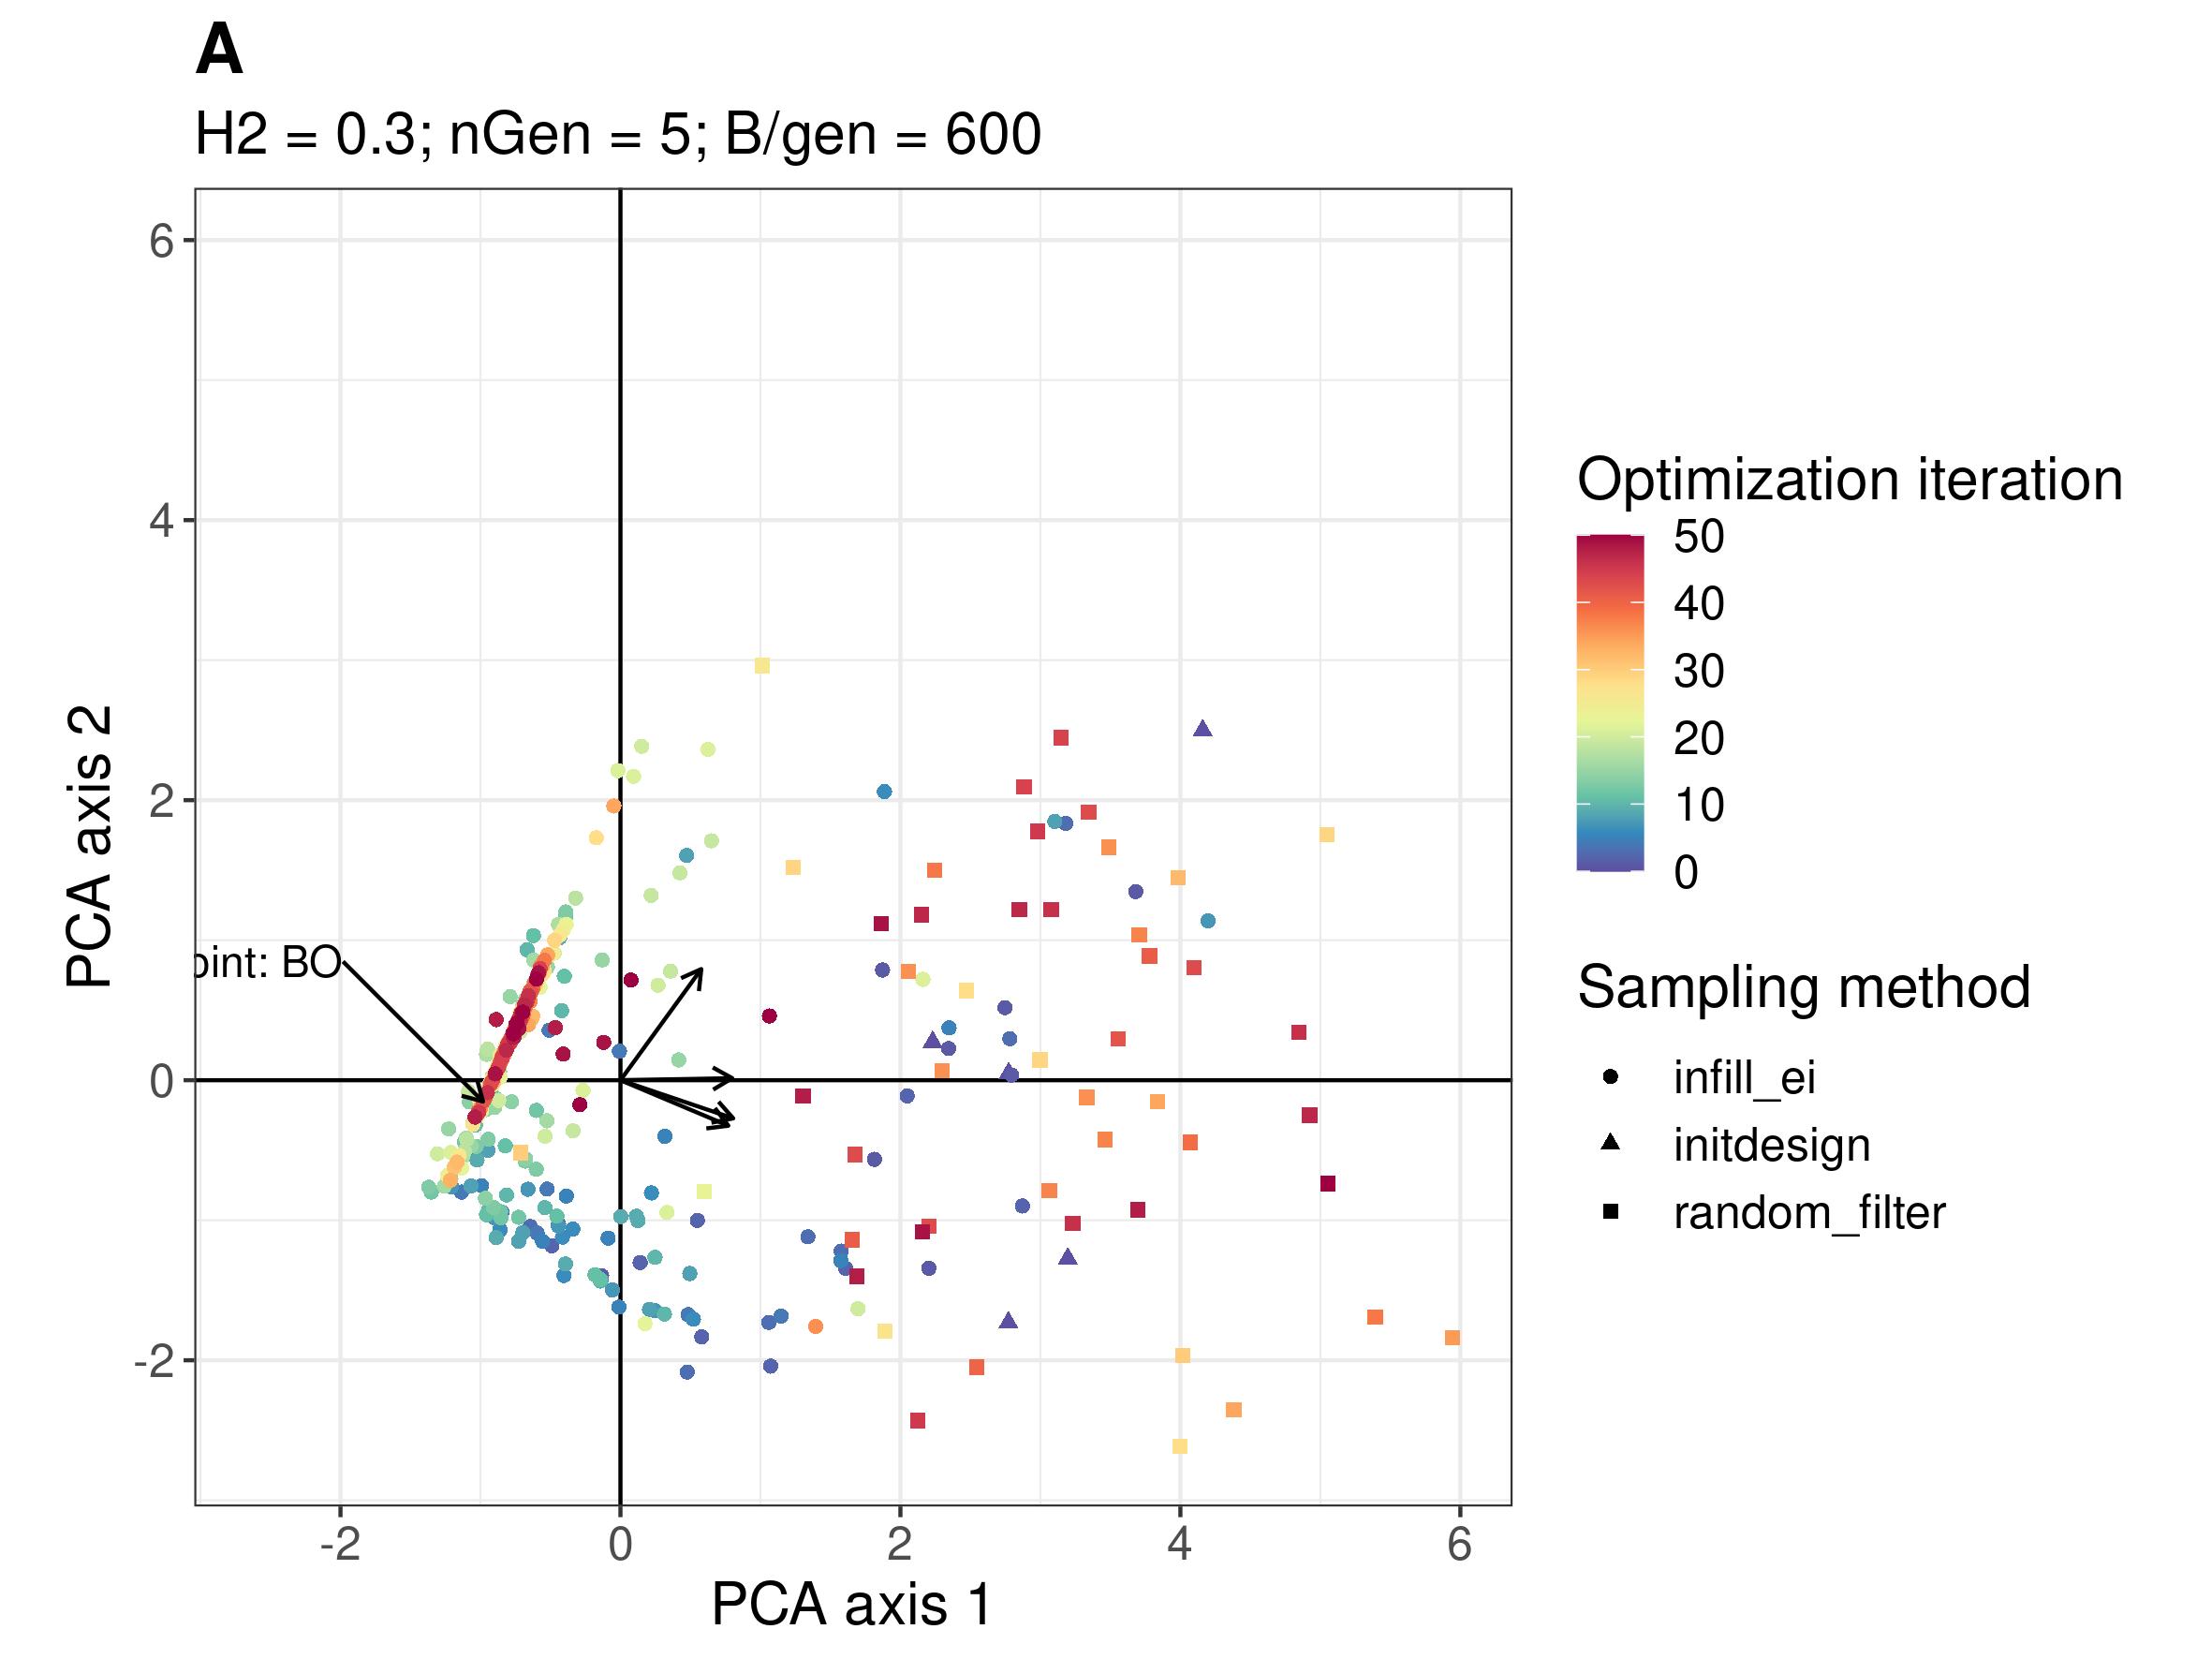 A
H2 = 0.3; nGen = 5; B/gen = 600
6
4
2
0
-2
PCA axis 2
oint: BO
-2
0
2
4
6
PCA axis 1
Optimization iteration
50
40
30
20
10
0
Sampling method
infill_ei
initdesign
random_filter